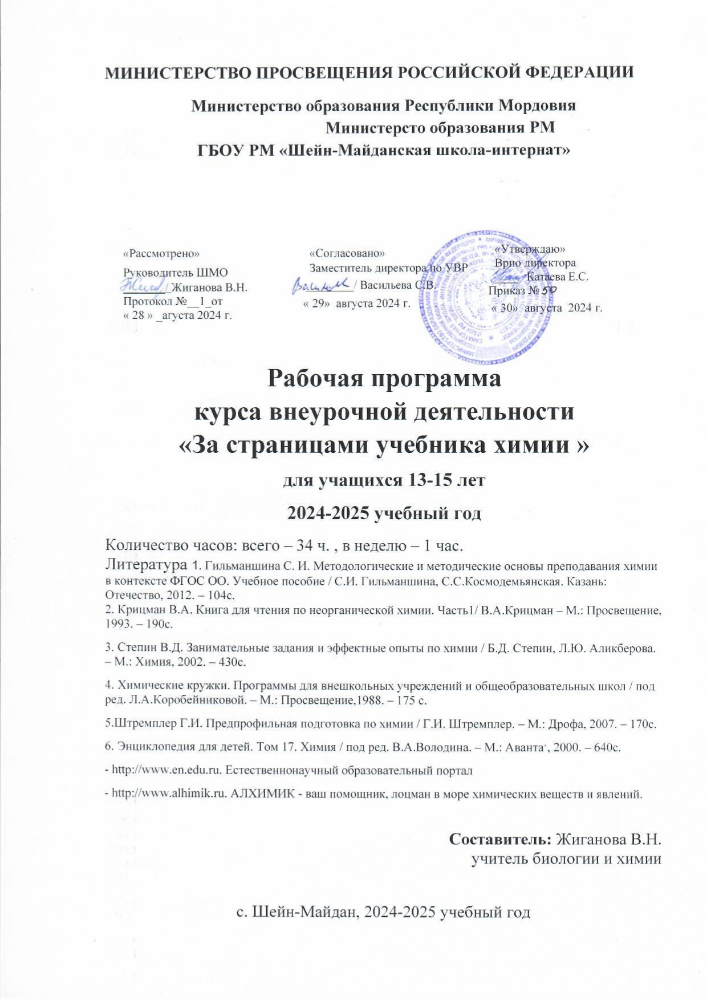 МИНИСТЕРСТВО ПРОСВЕЩЕНИЯ РОССИЙСКОЙ ФЕДЕРАЦИИ
Министерство образования Республики Мордовия
Министерсто образования РМ
ГБОУ РМ «Шейн-Майданская школа-интернат»
«Рассмотрено»
Руководитель ШМО
/Жиганова В.Н.
Протокол №__1_от
« 28 » _агуста 2024 г.
«Согласовано»
Заместитель директора по УВР
/ Васильева С.В.
« 29» августа 2024 г.
«Утверждаю»
Врио директора
Катаева Е.С.
Приказ № 50
« 30» августа 2024 г.
Рабочая программа
курса внеурочной деятельности
«За страницами учебника химии »
для учащихся 13-15 лет
2024-2025 учебный год
Количество часов: всего – 34 ч. , в неделю – 1 час.
Литература 1. Гильманшина С. И. Методологические и методические основы преподавания химии
в контексте ФГОС ОО. Учебное пособие / С.И. Гильманшина, С.С.Космодемьянская. Казань:
Отечество, 2012. – 104с.
2. Крицман В.А. Книга для чтения по неорганической химии. Часть1/ В.А.Крицман – М.: Просвещение,
1993. – 190с.
3. Степин В.Д. Занимательные задания и эффектные опыты по химии / Б.Д. Степин, Л.Ю. Аликберова.
– М.: Химия, 2002. – 430с.
4. Химические кружки. Программы для внешкольных учреждений и общеобразовательных школ / под
ред. Л.А.Коробейниковой. – М.: Просвещение,1988. – 175 с.
5.Штремплер Г.И. Предпрофильная подготовка по химии / Г.И. Штремплер. – М.: Дрофа, 2007. – 170с.
6. Энциклопедия для детей. Том 17. Химия / под ред. В.А.Володина. – М.: Аванта⁺, 2000. – 640с.
- http://www.en.edu.ru. Естественнонаучный образовательный портал
- http://www.alhimik.ru. АЛХИМИК - ваш помощник, лоцман в море химических веществ и явлений.
Составитель: Жиганова В.Н.
учитель биологии и химии
с. Шейн-Майдан, 2024-2025 учебный год